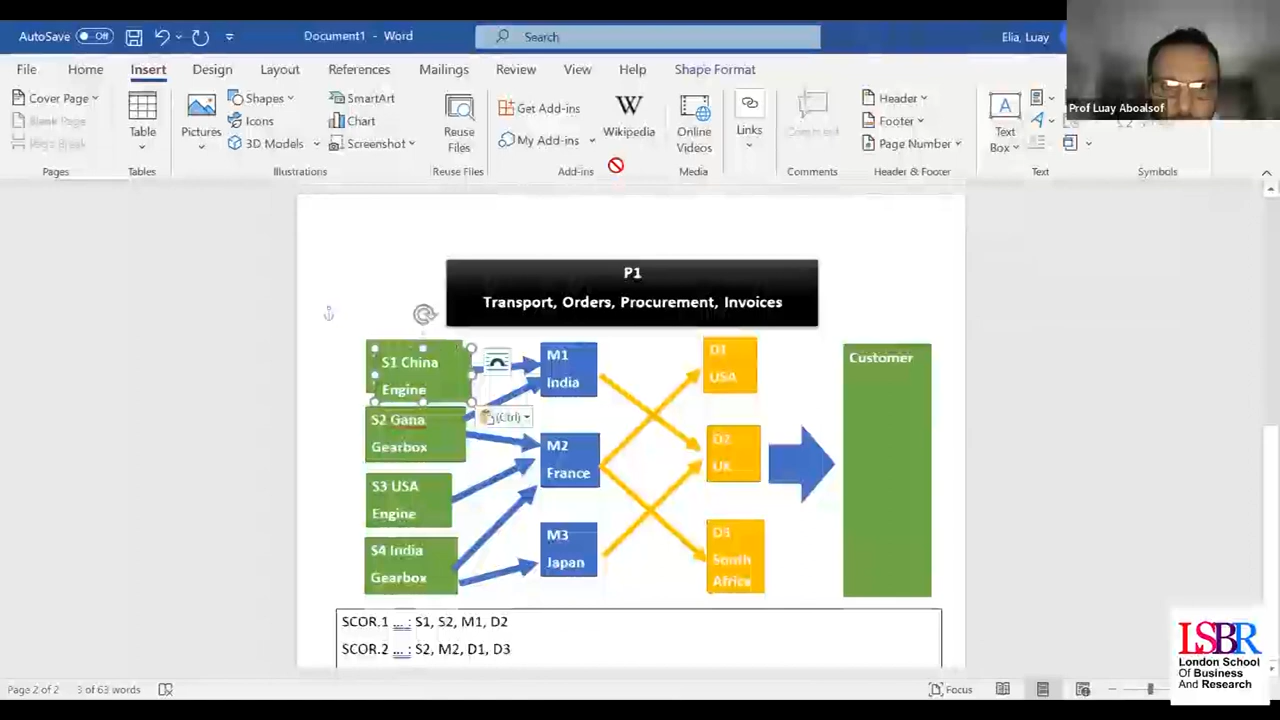 AutoSave Off
Document1 - Word
Search
Elia, Luay
File Home Insert Design Layout References Mailings Review View Help Shape Format
Cover Page
Blank Page
Page Break
Pages
Table
Tables
Pictures
Shapes
Icons
3D Models
SmartArt
Chart
Screenshot
Illustrations
Reuse
Files
Reuse Files
Get Add-ins
My Add-ins
Wikipedia
Add-ins
Online
Videos
Media
Links
Comment
Comments
Header
Footer
Page Number
Header & Footer
Text
Box
Text
Symbols
Prof Luay Aboalsof
P1
Transport, Orders, Procurement, Invoices
S1 China
Engine
S2 Gana
Gearbox
S3 USA
Engine
S4 India
Gearbox
(Ctrl)
M1
India
M2
France
M3
Japan
D1
USA
D2
UK
D3
South
Africa
Customer
SCOR.1 ... : S1, S2, M1, D2
SCOR.2 ... : S2, M2, D1, D3
Page 2 of 2
3 of 63 words
Focus
LSBR
London School
Of Business
And Research